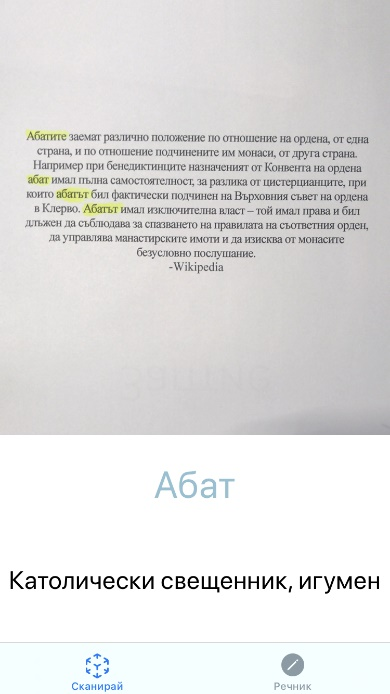 Абатите заемат различно положение по отношение на ордена, от една
страна, и по отношение подчинените им монаси, от друга страна.
Например при бенедиктинците назначеният от Конвента на ордена
абат имал пълна самостоятелност, за разлика от цистерцианците, при
които абатът бил фактически подчинен на Върховния съвет на ордена
в Клерво. Абатът имал изключителна власт – той имал права и бил
длъжен да съблюдава за спазването на правилата на съответния орден,
да управлява манастирските имоти и да изисква от монасите
безусловно послушание.
-Wikipedia
Абат
Католически свещенник, игумен
Сканирай
Речник